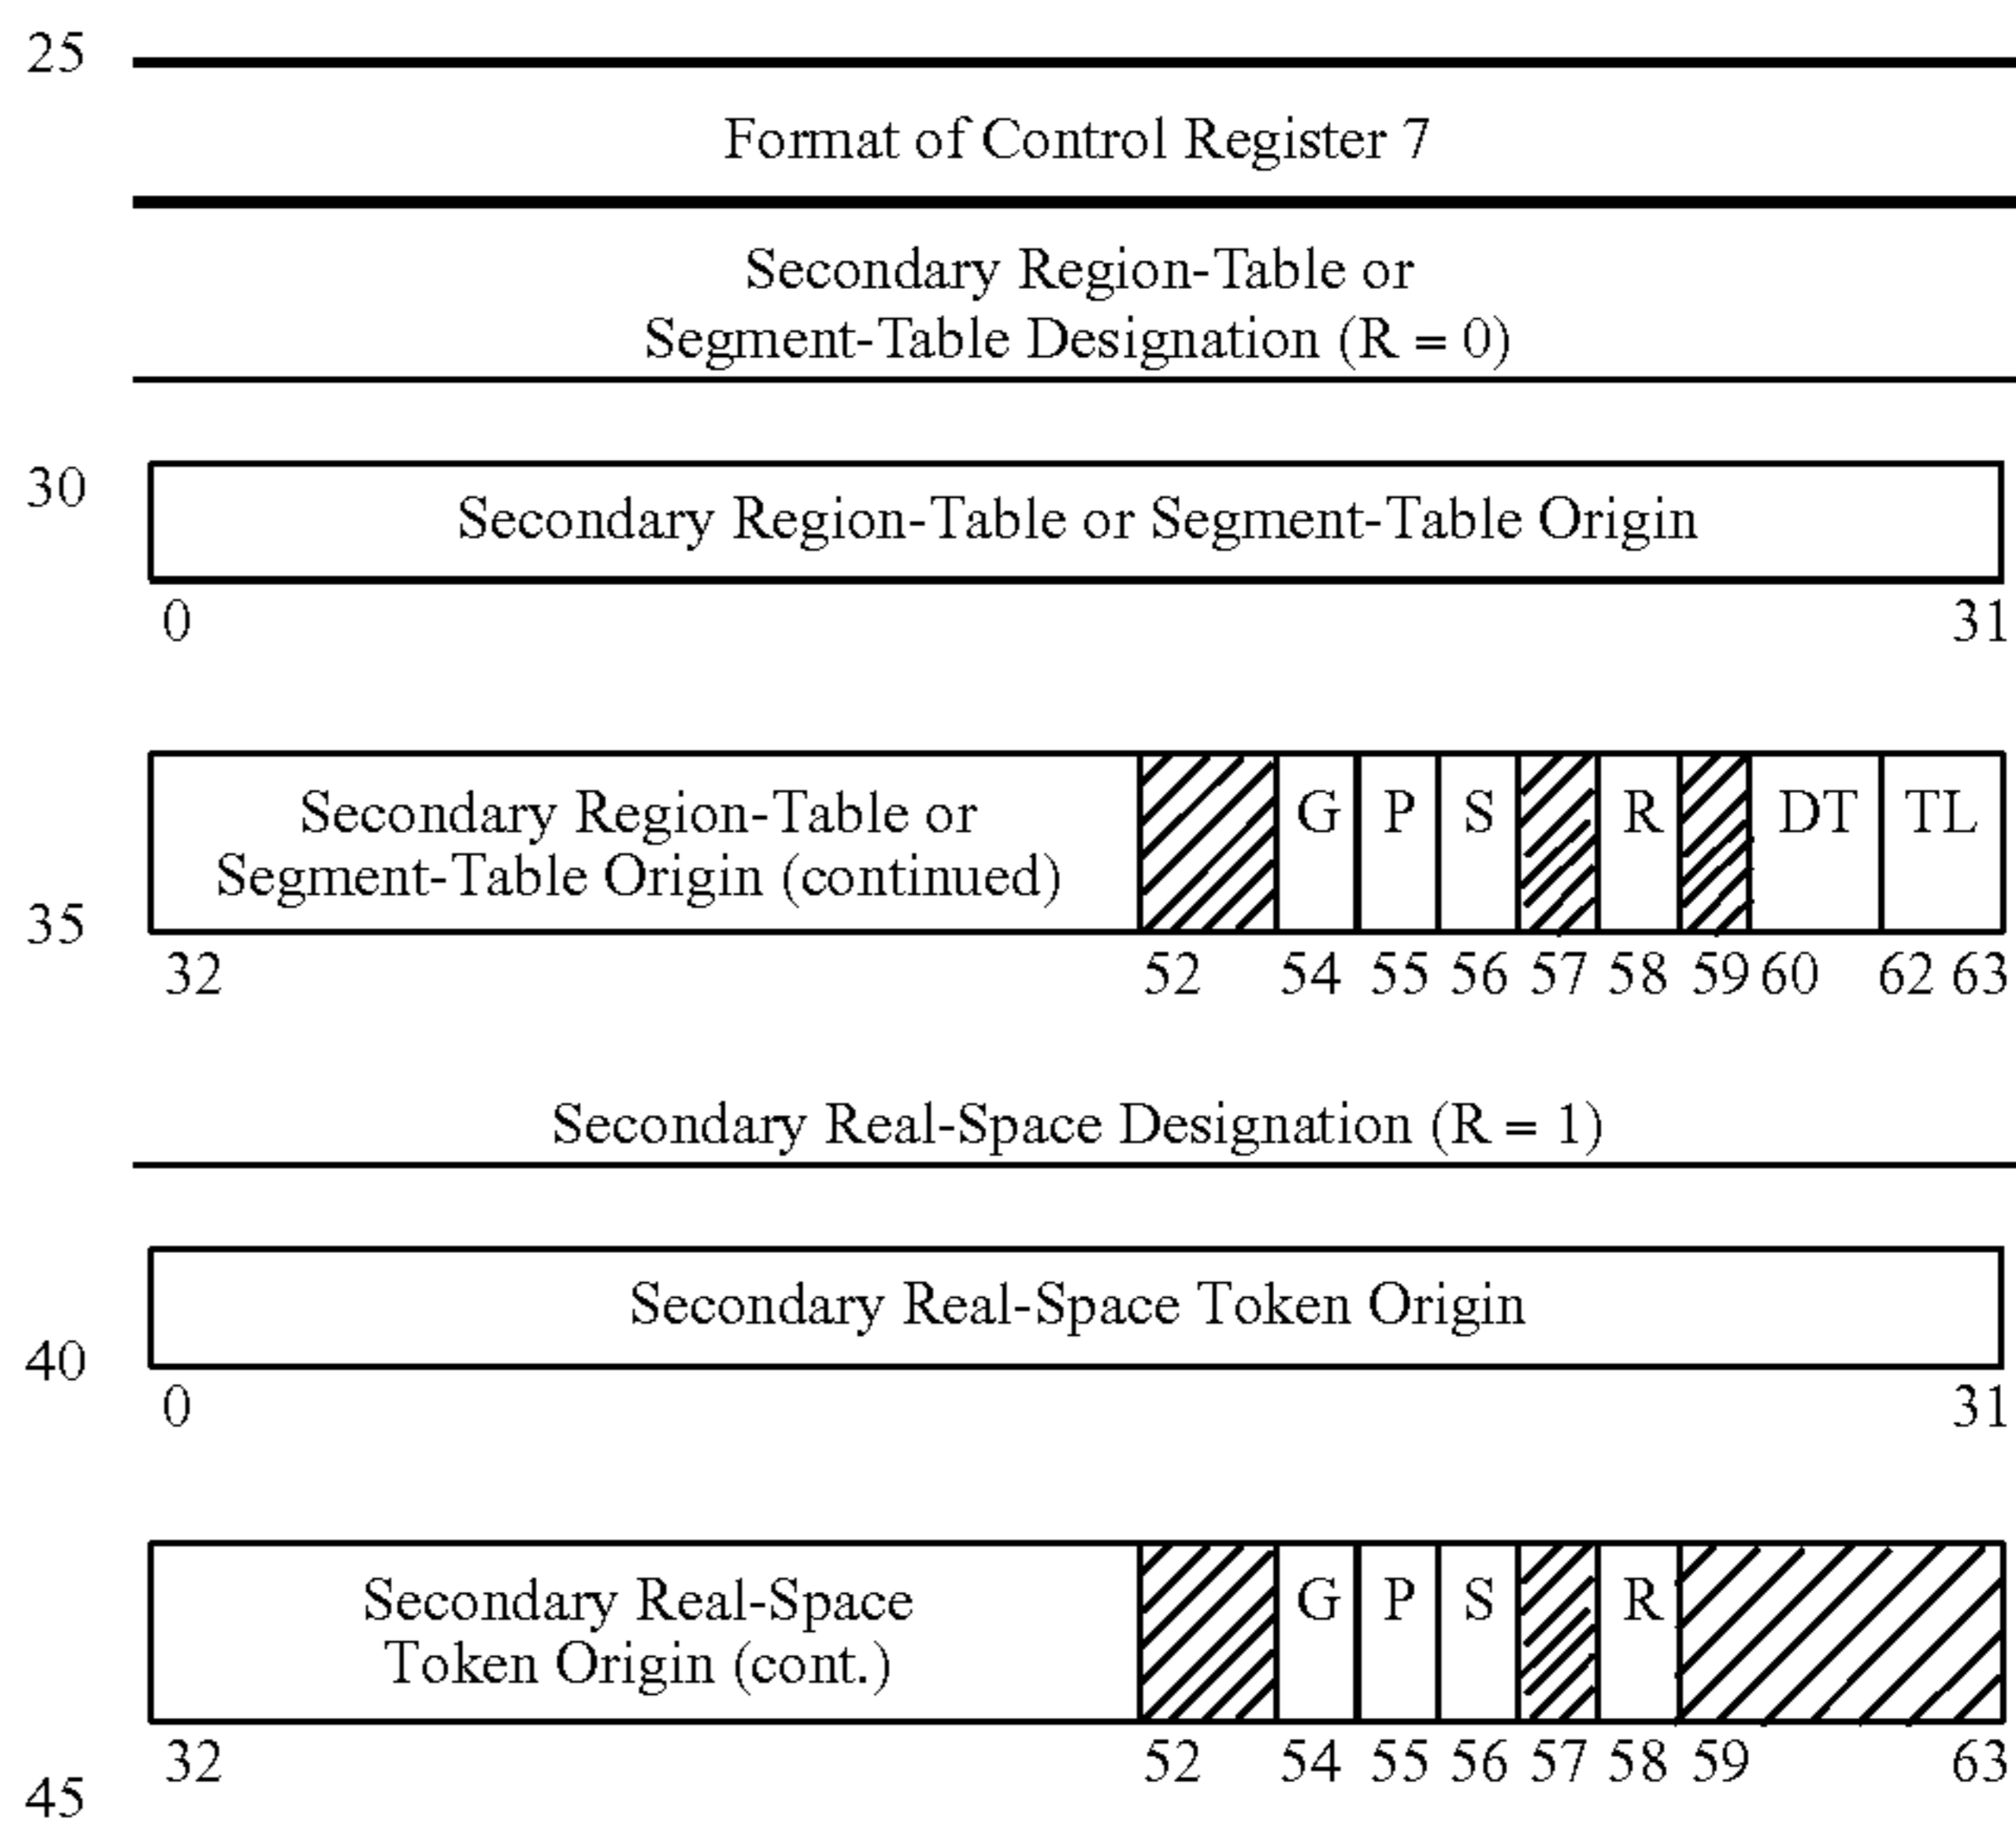 25
Format of Control Register 7
Secondary Region-Table or
Segment-Table Designation (R = 0)
30
Secondary Region-Table or Segment-Table Origin
0 31
Secondary Region-Table or
Segment-Table Origin (continued)
G P S R DT TL
35
32 52 54 55 56 57 58 59 60 62 63
Secondary Real-Space Designation (R = 1)
Secondary Real-Space Token Origin
40
0 31
Secondary Real-Space
Token Origin (cont.)
G P S R
32 52 54 55 56 57 58 59 63
45